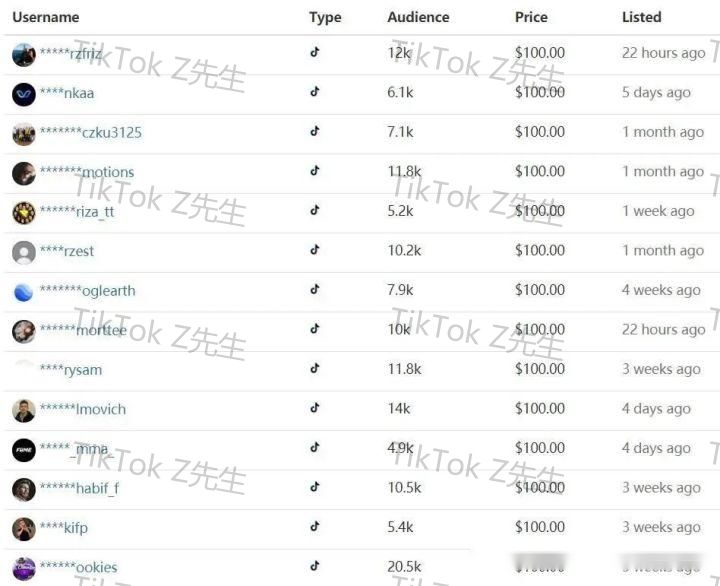 Username Type Audience Price Listed
*****rzfriz 12k $100.00 22 hours ago
****nkaa 6.1k $100.00 5 days ago
*******czku3125 7.1k $100.00 1 month ago
*******motions 11.8k $100.00 1 month ago
******riza_tt 5.2k $100.00 1 week ago
****rzest 10.2k $100.00 1 month ago
*******oglearth 7.9k $100.00 4 weeks ago
******morttee 10k $100.00 22 hours ago
****rysam 11.8k $100.00 3 weeks ago
******lmovich 14k $100.00 4 days ago
*****_mma_ 4.9k $100.00 4 days ago
******habif_f 10.5k $100.00 3 weeks ago
****kifp 5.4k $100.00 3 weeks ago
******ookies 20.5k
TikTok Z先生
TikTok Z先生
TikTok Z先生
TikTok Z先生
TikTok Z先生
TikTok Z先生
TikTok Z先生
TikTok Z先生